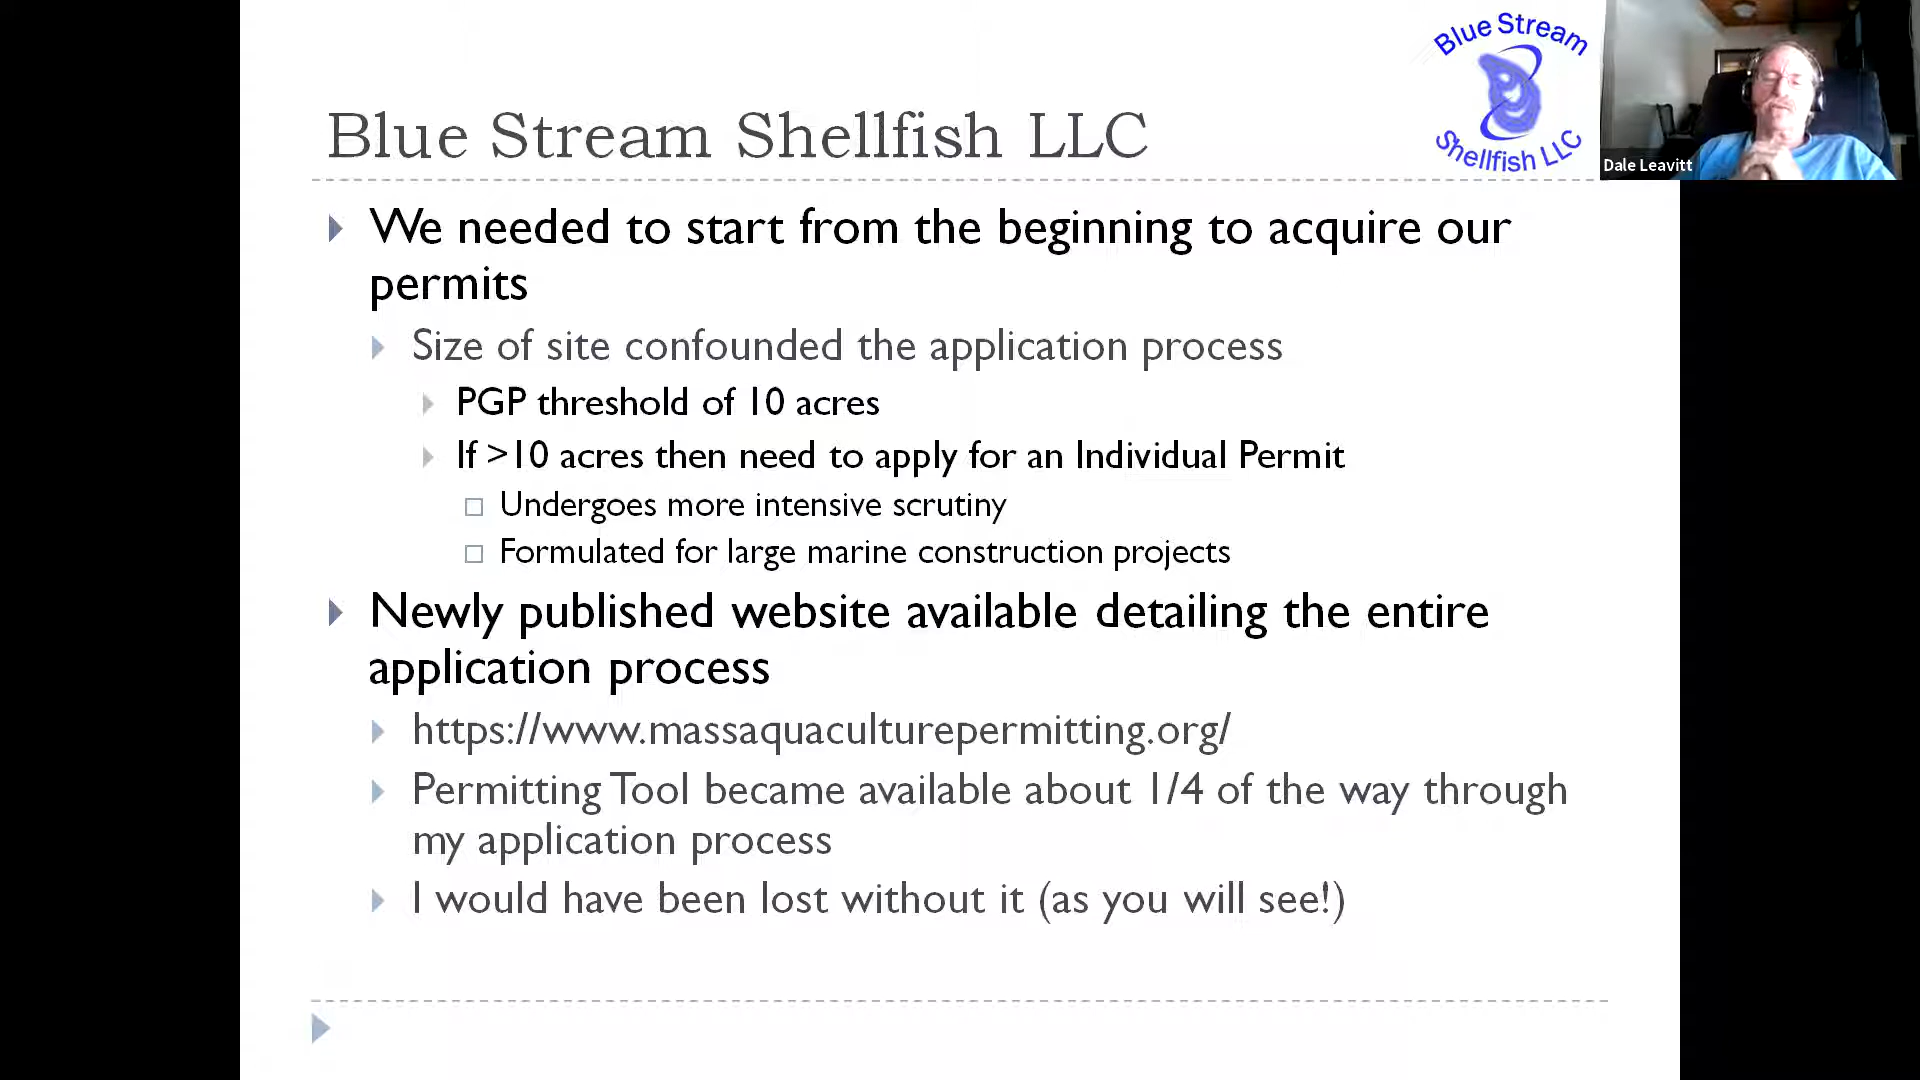 Blue Stream
Shellfish LLC
Dale Leavitt
Blue Stream Shellfish LLC
We needed to start from the beginning to acquire our
permits
Size of site confounded the application process
PGP threshold of 10 acres
If >10 acres then need to apply for an Individual Permit
Undergoes more intensive scrutiny
Formulated for large marine construction projects
Newly published website available detailing the entire
application process
https://www.massaquaculturepermitting.org/
Permitting Tool became available about 1/4 of the way through
my application process
I would have been lost without it (as you will see!)